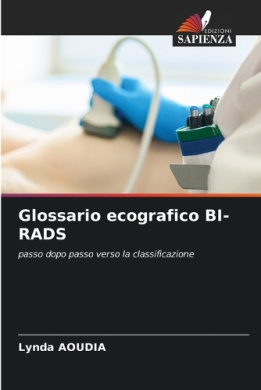 EDIZIONI
SAPIENZA
Glossario ecografico BI-
RADS
passo dopo passo verso la classificazione
Lynda AOUDIA